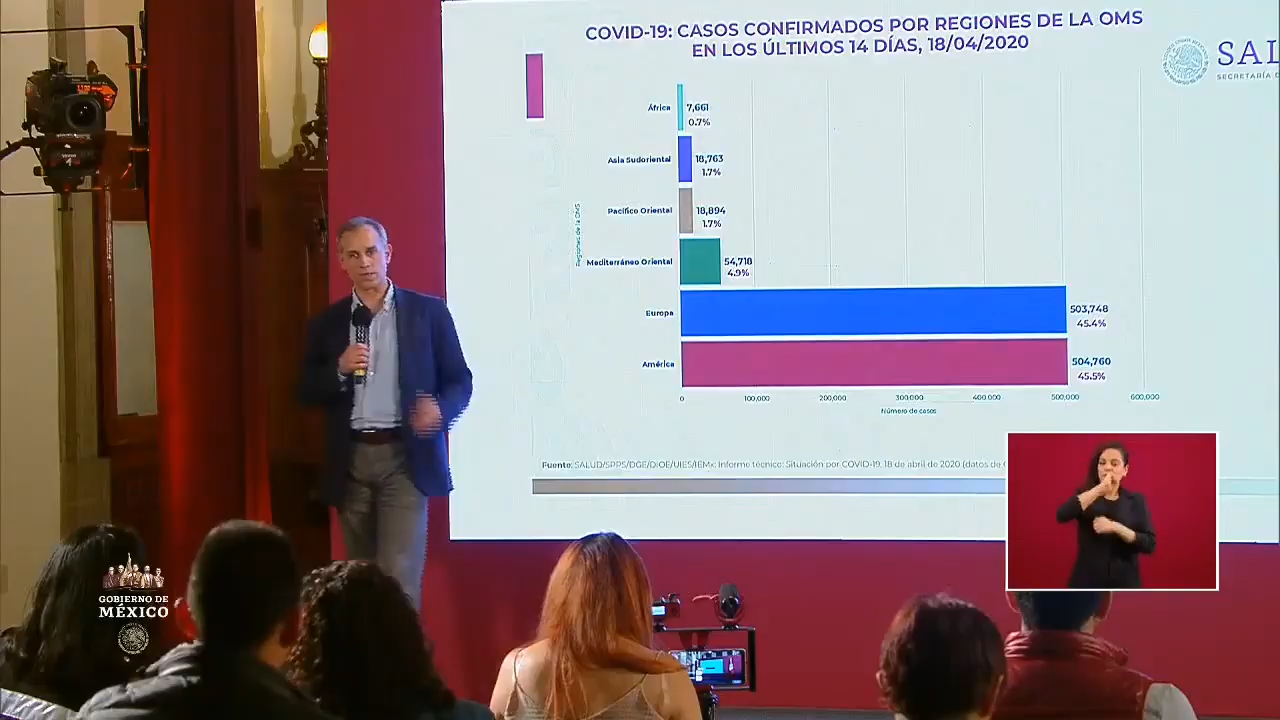 COVID-19: CASOS CONFIRMADOS POR REGIONES DE LA OMS
EN LOS ÚLTIMOS 14 DÍAS, 18/04/2020
SAL
SECRETARÍA D
África
7,661
0.7%
Asia Sudoriental
18,763
1.7%
Pacífico Oriental
18,894
1.7%
Mediterráneo Oriental
54,718
4.9%
Europa
503,748
45.4%
América
504,760
45.5%
Regiones de la OMS
0
100,000
200,000
300,000
400,000
500,000
600,000
Número de casos
Fuente: SALUD/SPPS/DGE/DIOE/UIES/IEMx: Informe técnico: Situación por COVID-19, 18 de abril de 2020 (datos de
GOBIERNO DE
MÉXICO